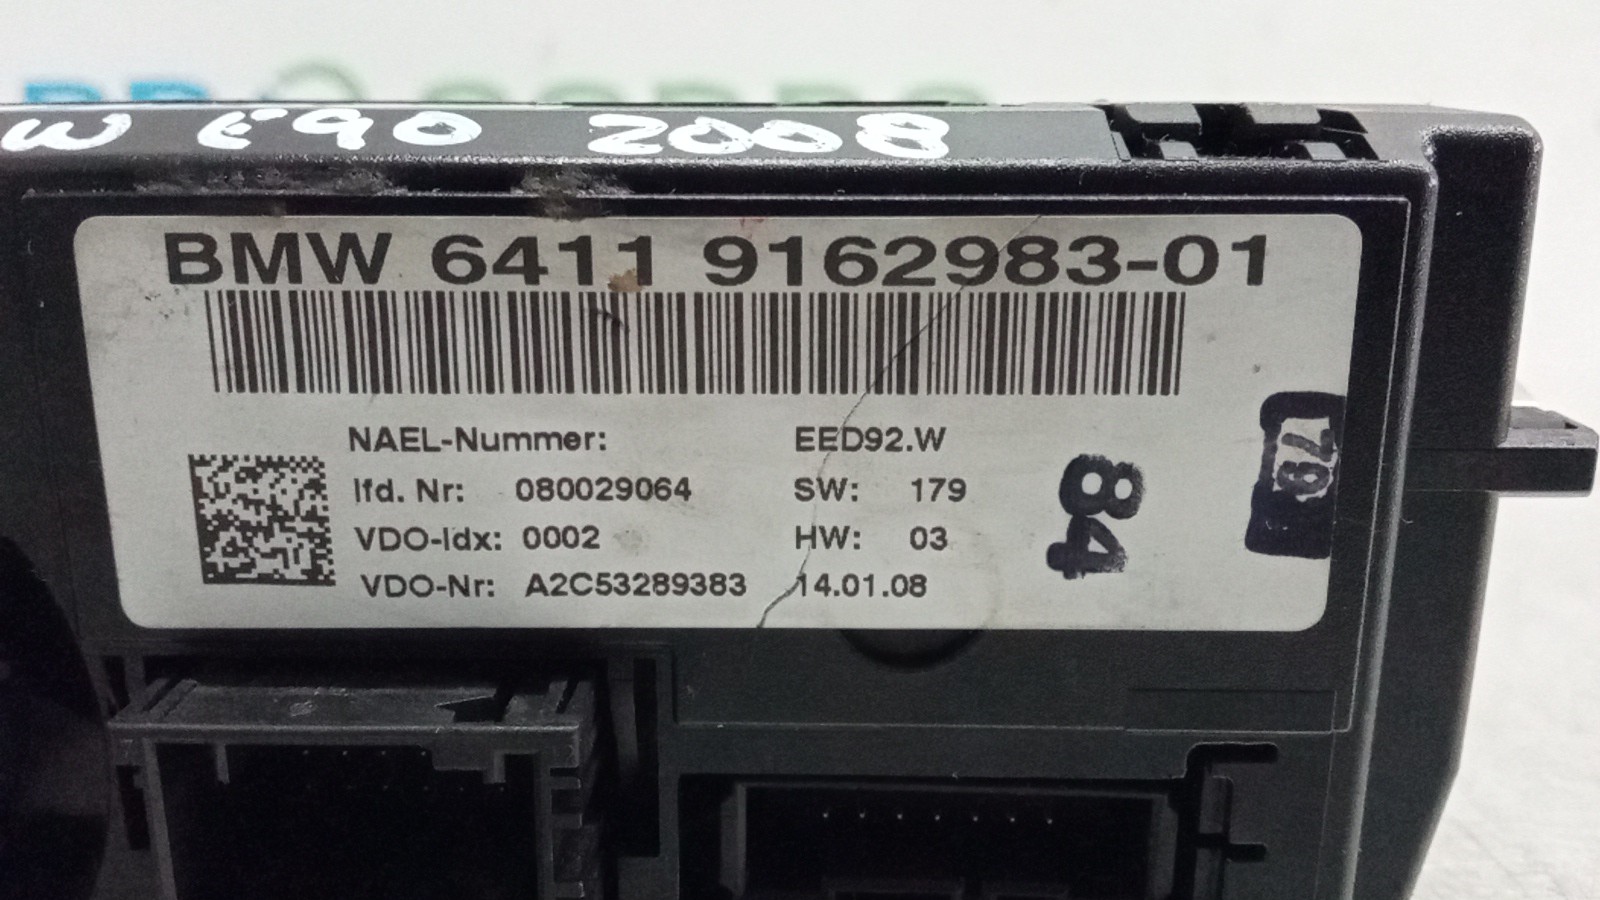 W E90 2008
BMW 6411 9162983-01
NAEL-Nummer: EED92.W
lfd. Nr: 080029064 SW: 179
VDO-Idx: 0002 HW: 03
VDO-Nr: A2C53289383 14.01.08
84
79